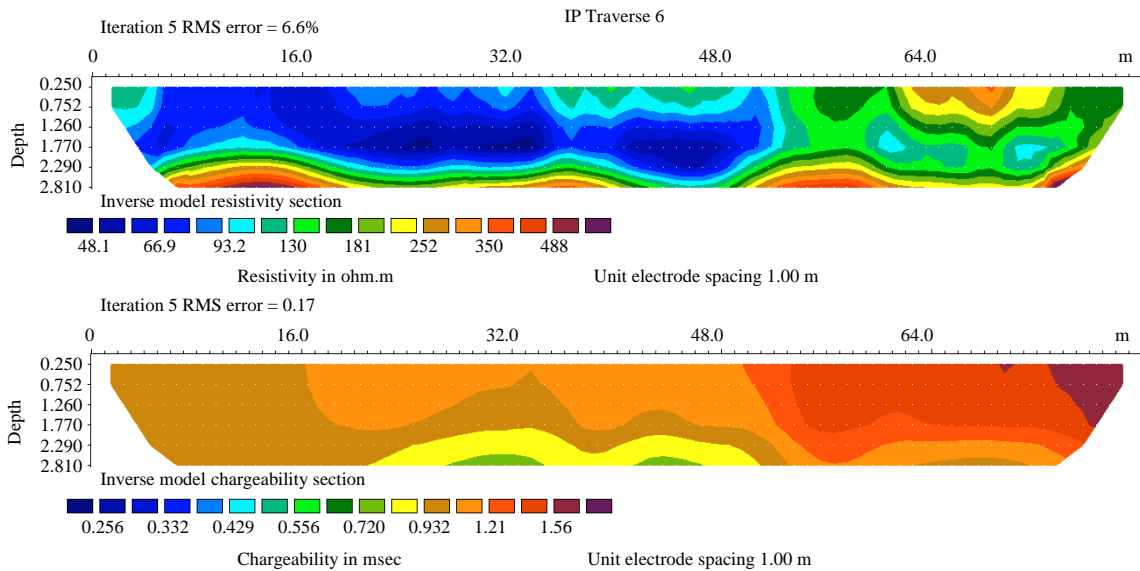 IP Traverse 6
Iteration 5 RMS error = 6.6%
0 16.0 32.0 48.0 64.0 m
Depth
0.250
0.752
1.260
1.770
2.290
2.810
Inverse model resistivity section
48.1 66.9 93.2 130 181 252 350 488
Resistivity in ohm.m Unit electrode spacing 1.00 m
Iteration 5 RMS error = 0.17
0 16.0 32.0 48.0 64.0 m
Depth
0.250
0.752
1.260
1.770
2.290
2.810
Inverse model chargeability section
0.256 0.332 0.429 0.556 0.720 0.932 1.21 1.56
Chargeability in msec Unit electrode spacing 1.00 m